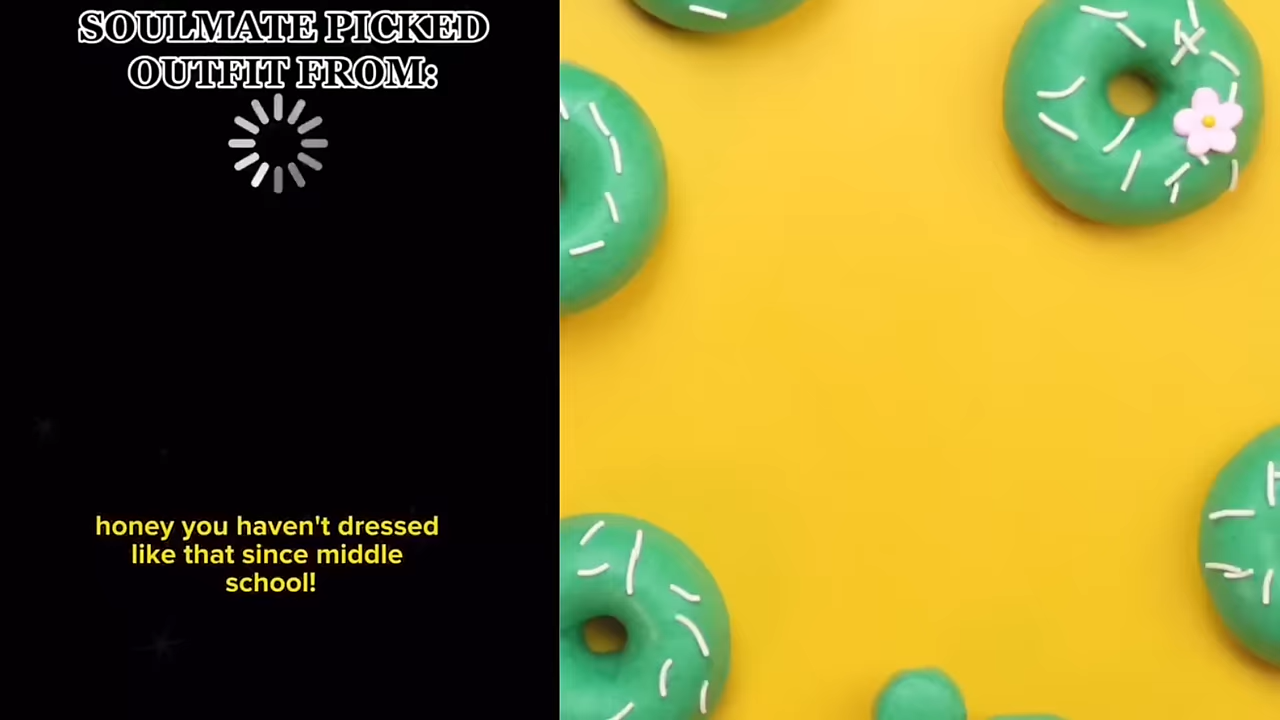 SOULMATE PICKED
OUTFIT FROM:
honey you haven't dressed
like that since middle
school!